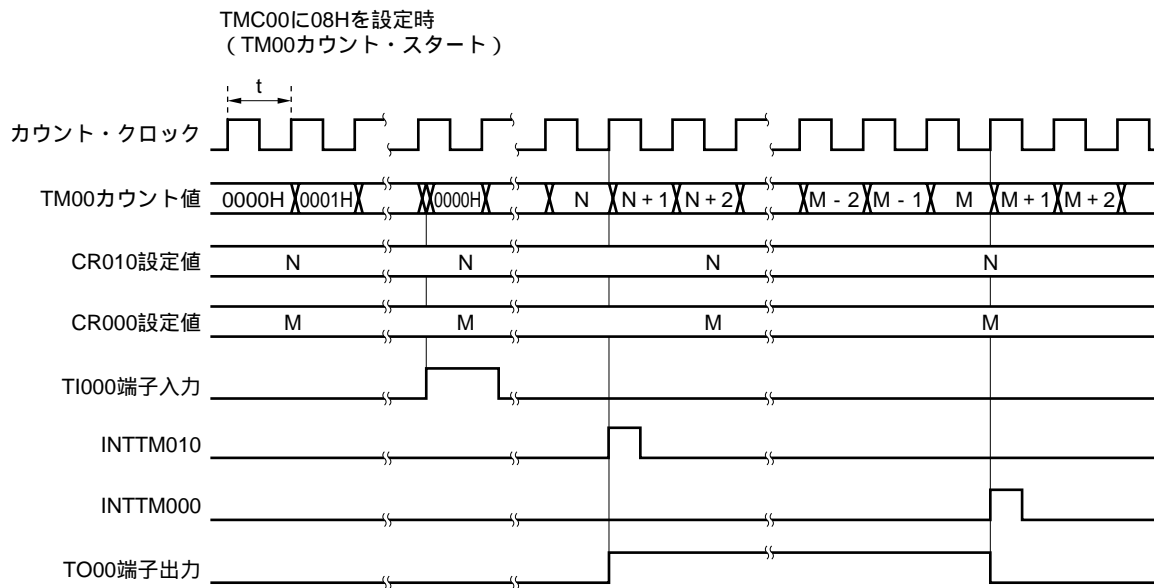 TMC00に08Hを設定時
（TM00カウント・スタート）
t
カウント・クロック
TM00カウント値 0000H 0001H 0000H N N + 1 N + 2 M - 2 M - 1 M M + 1 M + 2
CR010設定値 N N N N
CR000設定値 M M M M
TI000端子入力
INTTM010
INTTM000
TO00端子出力